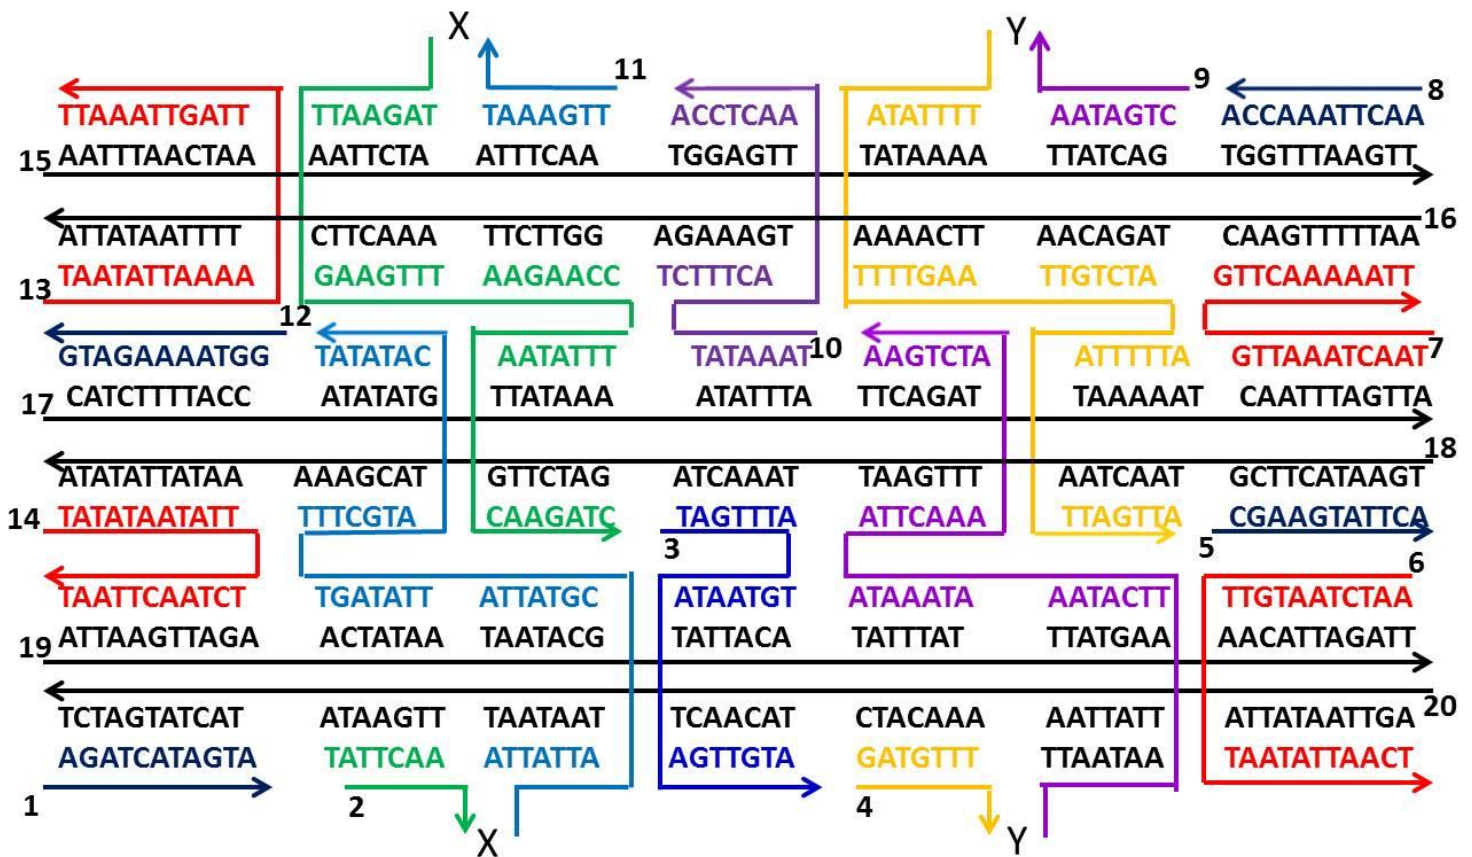 X Y
11 9 8
TTAAATTGATT TTAAGAT TAAAGTT ACCTCAA ATATTTT AATAGTC ACCAAATTCAA
15 AATTTAACTAA AATTCTA ATTTCAA TGGAGTT TATAAAA TTATCAG TGGTTTAAGTT
ATTATAATTTT CTTCAAA TTCTTGG AGAAAGT AAAACTT AACAGAT CAAGTTTTTAA 16
13 TAATATTAAAA GAAGTTT AAGAACC TCTTTCA TTTTGAA TTGTCTA GTTCAAAAATT
12
GTAGAAAATGG TATATAC AATATTT TATAAAT 10 AAGTCTA ATTTTTA GTTAAATCAAT 7
17 CATCTTTTACC ATATATG TTATAAA ATATTTA TTCAGAT TAAAAAT CAATTTAGTTA
ATATATTATAA AAAGCAT GTTCTAG ATCAAAT TAAGTTT AATCAAT GCTTCATAAGT 18
14 TATATAATATT TTTCGTA CAAGATC TAGTTTA ATTCAAA TTAGTTA CGAAGTATTCA
3 5 6
TAATTCAATCT TGATATT ATTATGC ATAATGT ATAAATA AATACTT TTGTAATCTAA
19 ATTAAGTTAGA ACTATAA TAATACG TATTACA TATTTAT TTATGAA AACATTAGATT
TCTAGTATCAT ATAAGTT TAATAAT TCAACAT CTACAAA AATTATT ATTATAATTGA 20
AGATCATAGTA TATTCAA ATTATTA AGTTGTA GATGTTT TTAATAA TAATATTAACT
1 2 4
X Y